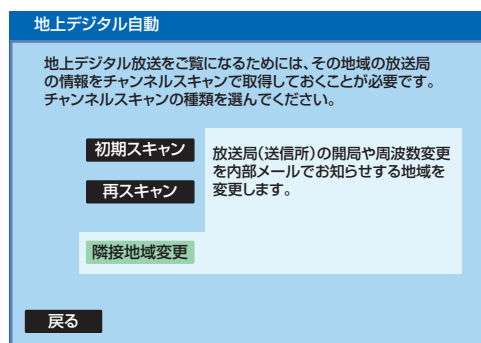 地上デジタル自動
地上デジタル放送をご覧になるためには、その地域の放送局
の情報をチャンネルスキャンで取得しておくことが必要です。
チャンネルスキャンの種類を選んでください。
初期スキャン
再スキャン
隣接地域変更
放送局(送信所)の開局や周波数変更
を内部メールでお知らせする地域を
変更します。
戻る